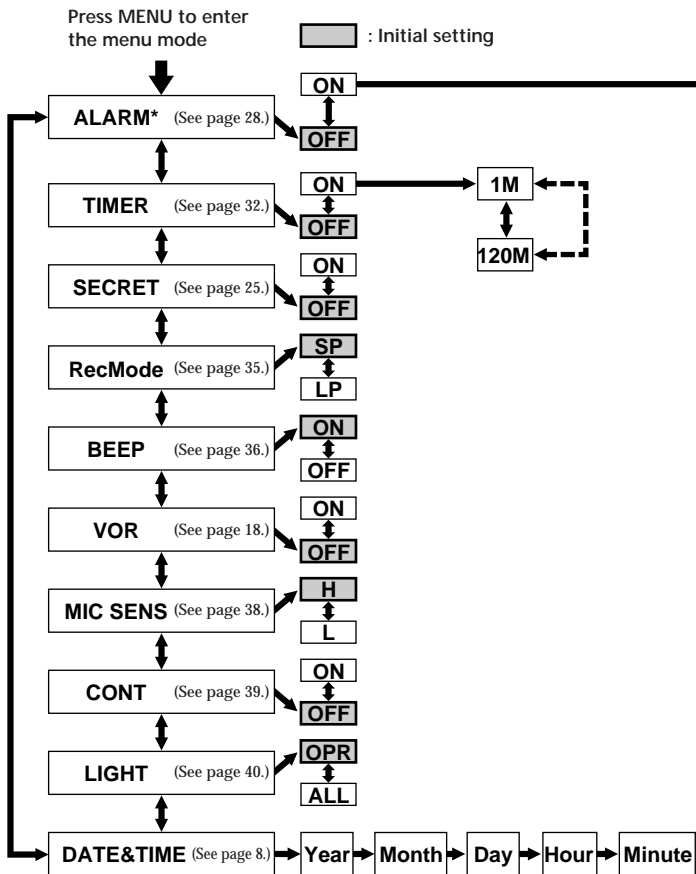 Press MENU to enter
the menu mode
: Initial setting
ON
ALARM* (See page 28.)
OFF
ON
1M
TIMER (See page 32.)
OFF
120M
ON
SECRET (See page 25.)
OFF
SP
RecMode (See page 35.)
LP
ON
BEEP (See page 36.)
OFF
ON
VOR (See page 18.)
OFF
H
MIC SENS (See page 38.)
L
ON
CONT (See page 39.)
OFF
OPR
LIGHT (See page 40.)
ALL
DATE&TIME (See page 8.) Year Month Day Hour Minute